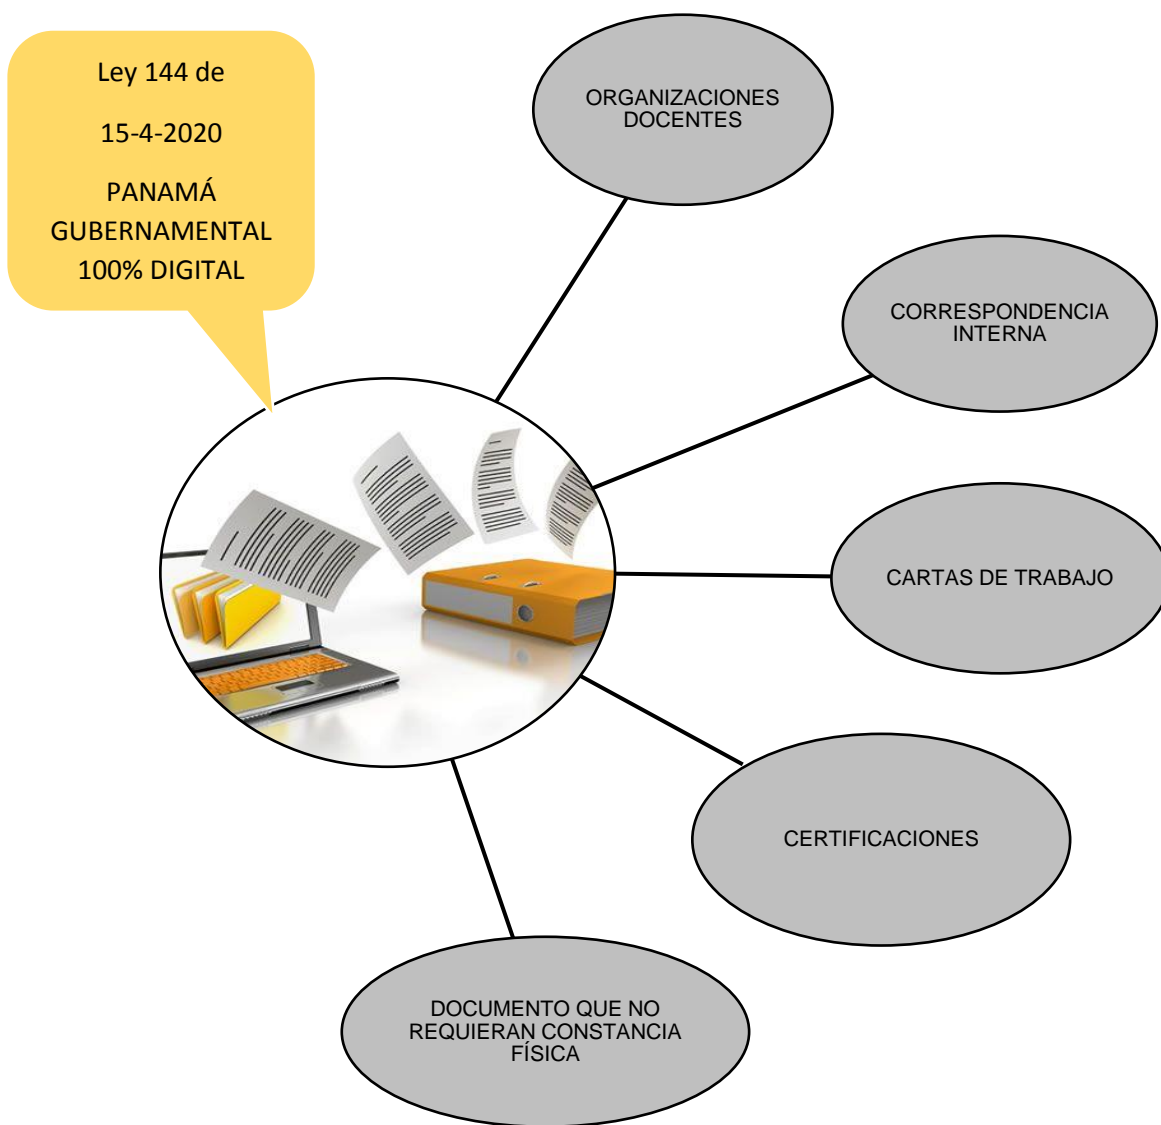 Ley 144 de
15-4-2020
PANAMÁ
GUBERNAMENTAL
100% DIGITAL
ORGANIZACIONES
DOCENTES
CORRESPONDENCIA
INTERNA
CARTAS DE TRABAJO
CERTIFICACIONES
DOCUMENTO QUE NO
REQUIERAN CONSTANCIA
FÍSICA